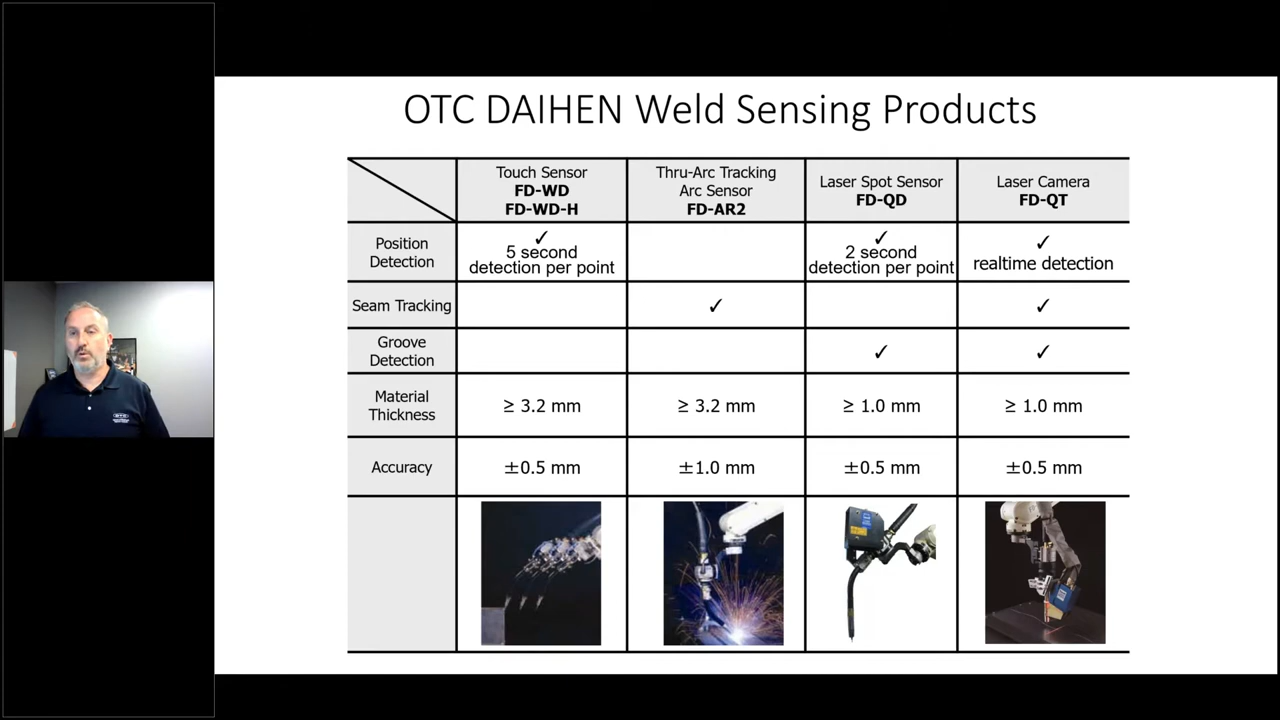 OTC DAIHEN Weld Sensing Products
Touch Sensor
FD-WD
FD-WD-H
Thru-Arc Tracking
Arc Sensor
FD-AR2
Laser Spot Sensor
FD-QD
Laser Camera
FD-QT
Position
Detection
✓
5 second
detection per point
✓
2 second
detection per point
✓
realtime detection
Seam Tracking
✓
✓
Groove
Detection
✓
✓
Material
Thickness
≥ 3.2 mm
≥ 3.2 mm
≥ 1.0 mm
≥ 1.0 mm
Accuracy
±0.5 mm
±1.0 mm
±0.5 mm
±0.5 mm
OTC